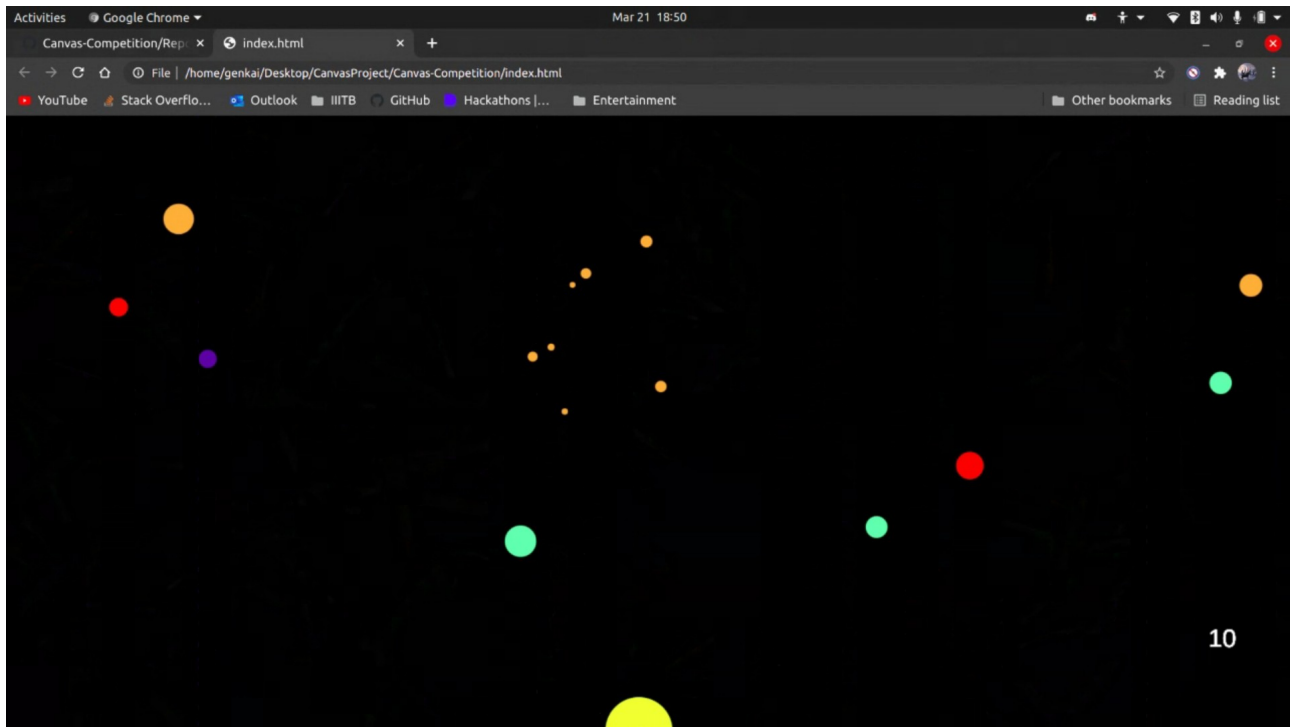 Activities Google Chrome Mar 21 18:50
Canvas-Competition/Repo index.html
File /home/genkai/Desktop/CanvasProject/Canvas-Competition/index.html
YouTube Stack Overflo... Outlook IIITB GitHub Hackathons |... Entertainment Other bookmarks Reading list
10